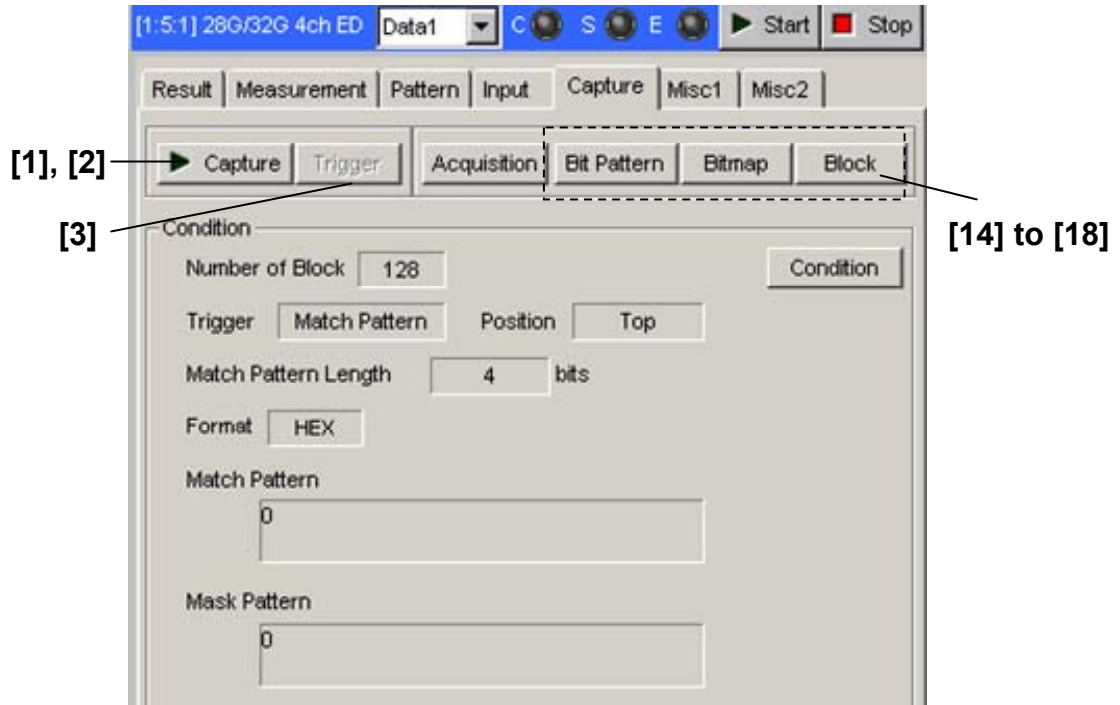 [1:5:1] 28G/32G 4ch ED Data1 C S E Start Stop
Result Measurement Pattern Input Capture Misc1 Misc2
[1], [2] Capture Trigger Acquisition Bit Pattern Bitmap Block
[3] [14] to [18]
Condition
Number of Block 128 Condition
Trigger Match Pattern Position Top
Match Pattern Length 4 bits
Format HEX
Match Pattern
0
Mask Pattern
0